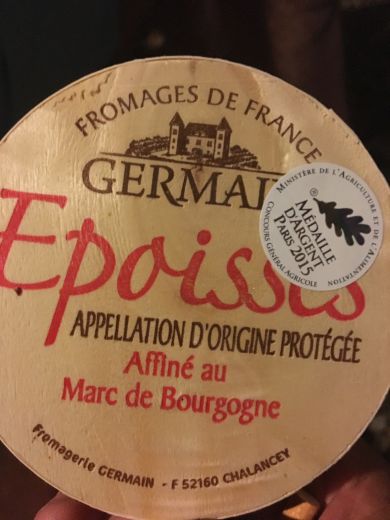 FROMAGES DE FRANCE
GERMAI
Epoisses
APPELLATION D'ORIGINE PROTÉGÉE
Affiné au
Marc de Bourgogne
Fromagerie GERMAIN - F 52160 CHALANCEY
MINISTÈRE DE L'AGRICULTURE ET DE L'ALIMENTATION
®
MÉDAILLE
D'ARGENT
PARIS 2015
CONCOURS GÉNÉRAL AGRICOLE